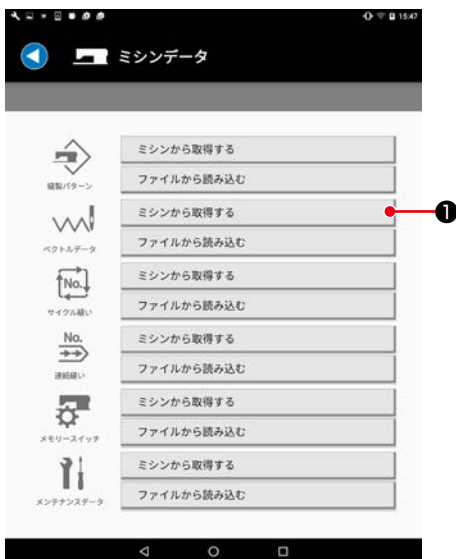 15:47
ミシンデータ
縫製パターン
ミシンから取得する
ファイルから読み込む
ベクトルデータ
ミシンから取得する
ファイルから読み込む
❶
No.
サイクル縫い
ミシンから取得する
ファイルから読み込む
No.
連続縫い
ミシンから取得する
ファイルから読み込む
メモリースイッチ
ミシンから取得する
ファイルから読み込む
メンテナンスデータ
ミシンから取得する
ファイルから読み込む